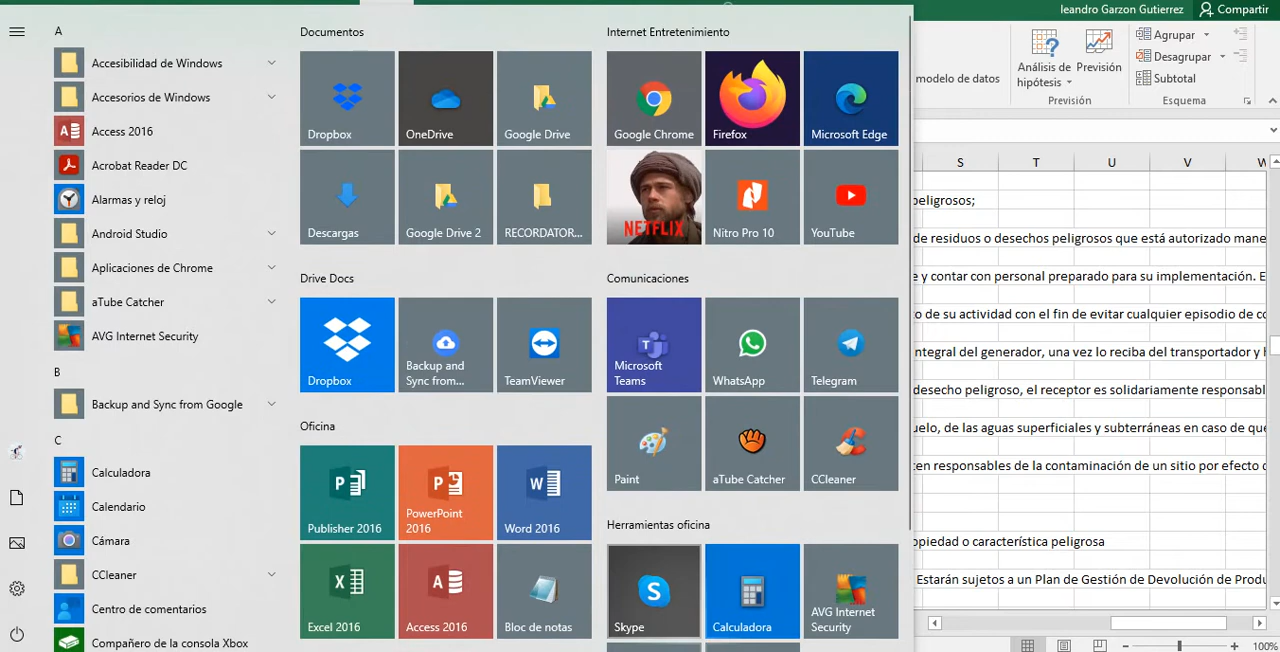 leandro Garzon Gutierrez
Compartir
A
Accesibilidad de Windows
Accesorios de Windows
Access 2016
Acrobat Reader DC
Alarmas y reloj
Android Studio
Aplicaciones de Chrome
aTube Catcher
AVG Internet Security
B
Backup and Sync from Google
C
Calculadora
Calendario
Cámara
CCleaner
Centro de comentarios
Compañero de la consola Xbox
Documentos
Dropbox
OneDrive
Google Drive
Descargas
Google Drive 2
RECORDATOR...
Drive Docs
Dropbox
Backup and
Sync from...
TeamViewer
Oficina
Publisher 2016
PowerPoint
2016
Word 2016
Excel 2016
Access 2016
Bloc de notas
Internet Entretenimiento
Google Chrome
Firefox
Microsoft Edge
NETFLIX
Nitro Pro 10
YouTube
Comunicaciones
Microsoft
Teams
WhatsApp
Telegram
Paint
aTube Catcher
CCleaner
Herramientas oficina
Skype
Calculadora
AVG Internet
Security
modelo de datos
Análisis de
hipótesis
Previsión
Previsión
Agrupar
Desagrupar
Subtotal
Esquema
S T U V W
peligrosos;
de residuos o desechos peligrosos que está autorizado mane
e y contar con personal preparado para su implementación. E
to de su actividad con el fin de evitar cualquier episodio de co
integral del generador, una vez lo reciba del transportador y h
desecho peligroso, el receptor es solidariamente responsabl
uelo, de las aguas superficiales y subterráneas en caso de que
cen responsables de la contaminación de un sitio por efecto o
opiedad o característica peligrosa
Estarán sujetos a un Plan de Gestión de Devolución de Produ
100%